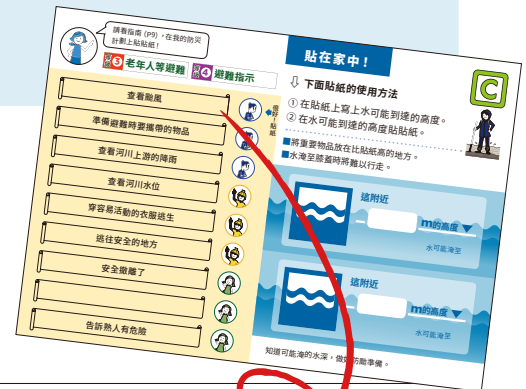 請看指南 (P9)，在我的防災
計劃上貼貼紙！
警戒 3 老年人等避難
警戒 4 避難指示
查看颱風
準備避難時要攜帶的物品
查看河川上游的降雨
查看河川水位
穿容易活動的衣服逃生
逃往安全的地方
安全撤離了
告訴熟人有危險
很好！貼紙
貼在家中！
C
下面貼紙的使用方法
① 在貼紙上寫上水可能到達的高度。
② 在水可能到達的高度貼貼紙。
■將重要物品放在比貼紙高的地方。
■水淹至膝蓋時將難以行走。
這附近
m的高度
水可能淹至
這附近
m的高度
水可能淹至
知道可能淹的水深，做好防間準備。